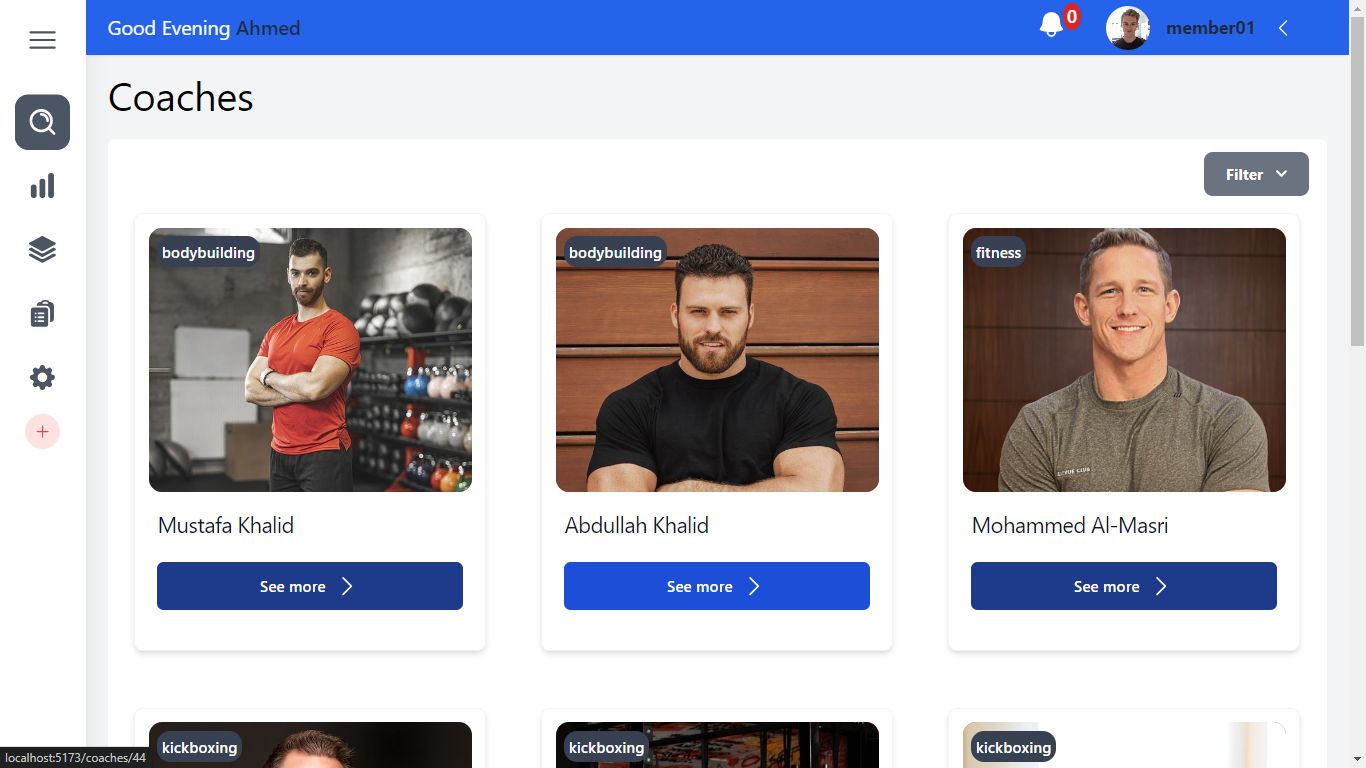 Good Evening Ahmed
0
member01
Coaches
Filter
bodybuilding
bodybuilding
fitness
Mustafa Khalid
Abdullah Khalid
Mohammed Al-Masri
See more
See more
See more
kickboxing
kickboxing
kickboxing
localhost:5173/coaches/44